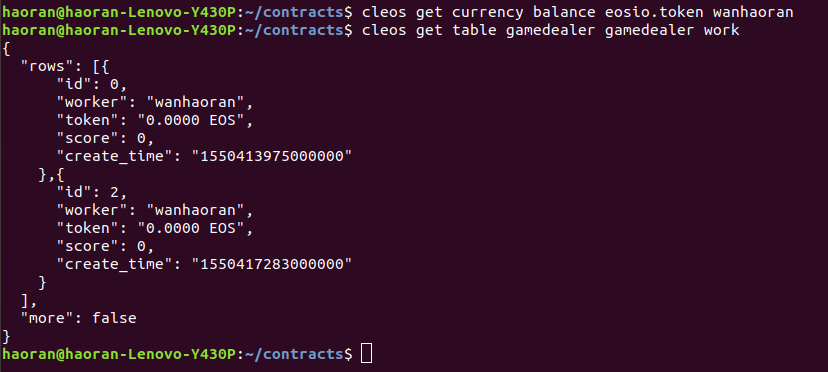 haoran@haoran-Lenovo-Y430P:~/contracts$ cleos get currency balance eosio.token wanhaoran
haoran@haoran-Lenovo-Y430P:~/contracts$ cleos get table gamedealer gamedealer work
{
  "rows": [{
      "id": 0,
      "worker": "wanhaoran",
      "token": "0.0000 EOS",
      "score": 0,
      "create_time": "1550413975000000"
    },{
      "id": 2,
      "worker": "wanhaoran",
      "token": "0.0000 EOS",
      "score": 0,
      "create_time": "1550417283000000"
    }
  ],
  "more": false
}
haoran@haoran-Lenovo-Y430P:~/contracts$